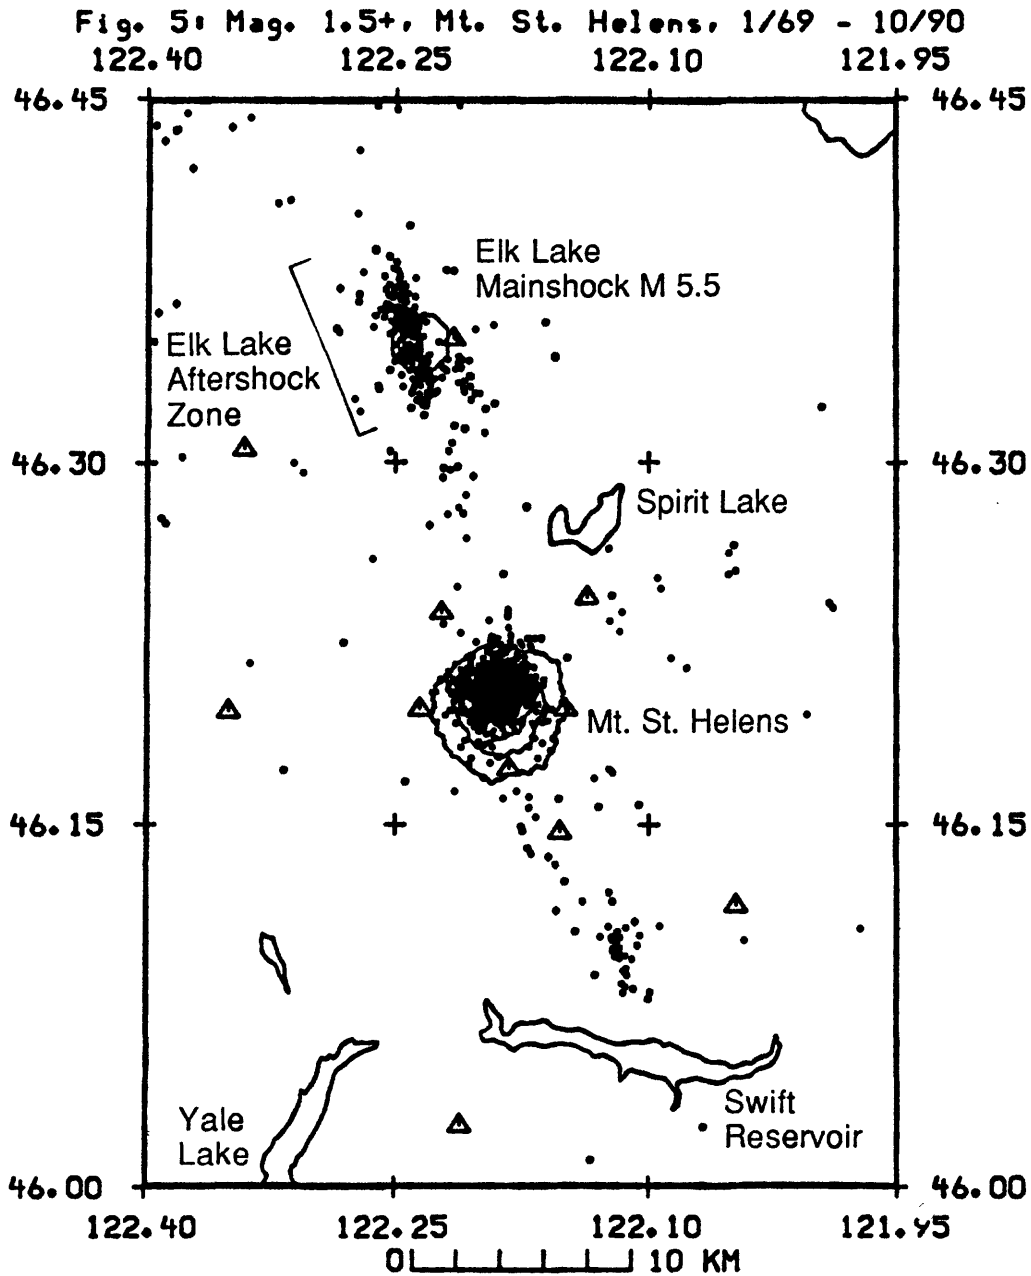 Fig. 5: Mag. 1.5+, Mt. St. Helens, 1/69 - 10/90
122.40 122.25 122.10 121.95
46.45 46.45
Elk Lake
Mainshock M 5.5
Elk Lake
Aftershock
Zone
46.30 46.30
Spirit Lake
Mt. St. Helens
46.15 46.15
Swift
Reservoir
Yale
Lake
46.00 46.00
122.40 122.25 122.10 121.95
0 10 KM